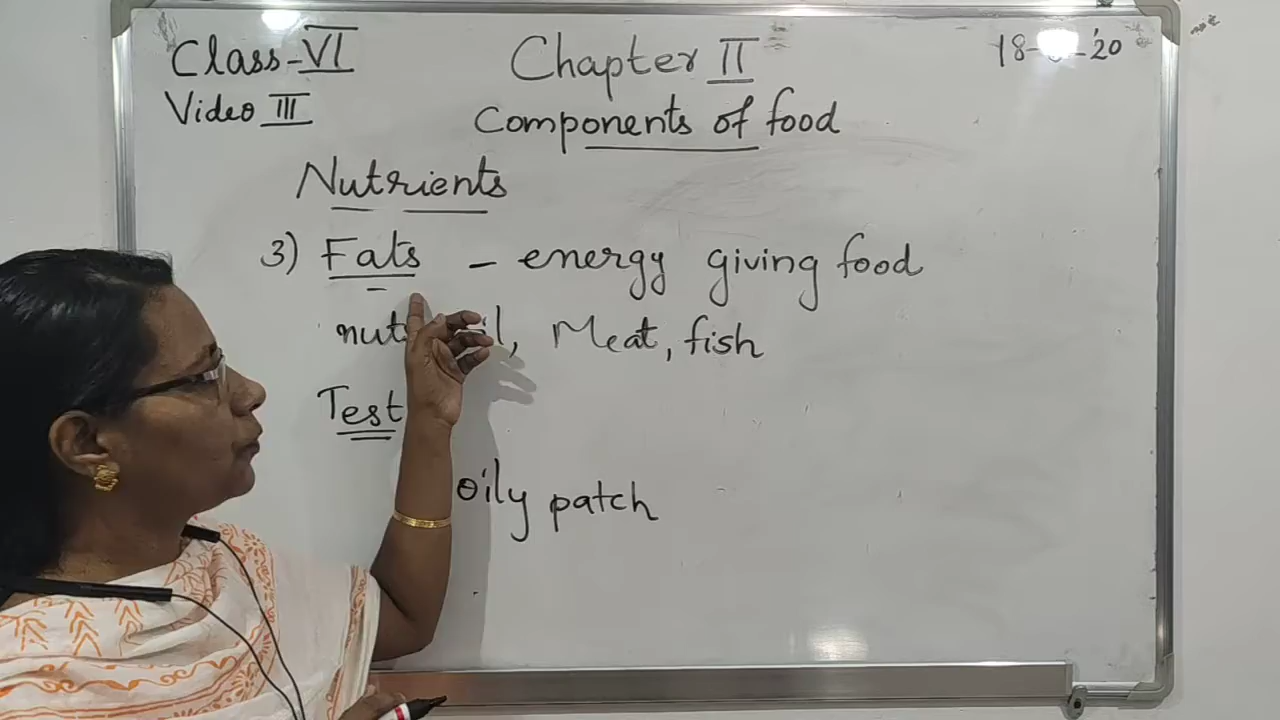 Class-VI
Chapter II
18- -'20
Video III
Components of food
Nutrients
3) Fats - energy giving food
Meat, fish
Test
oily patch